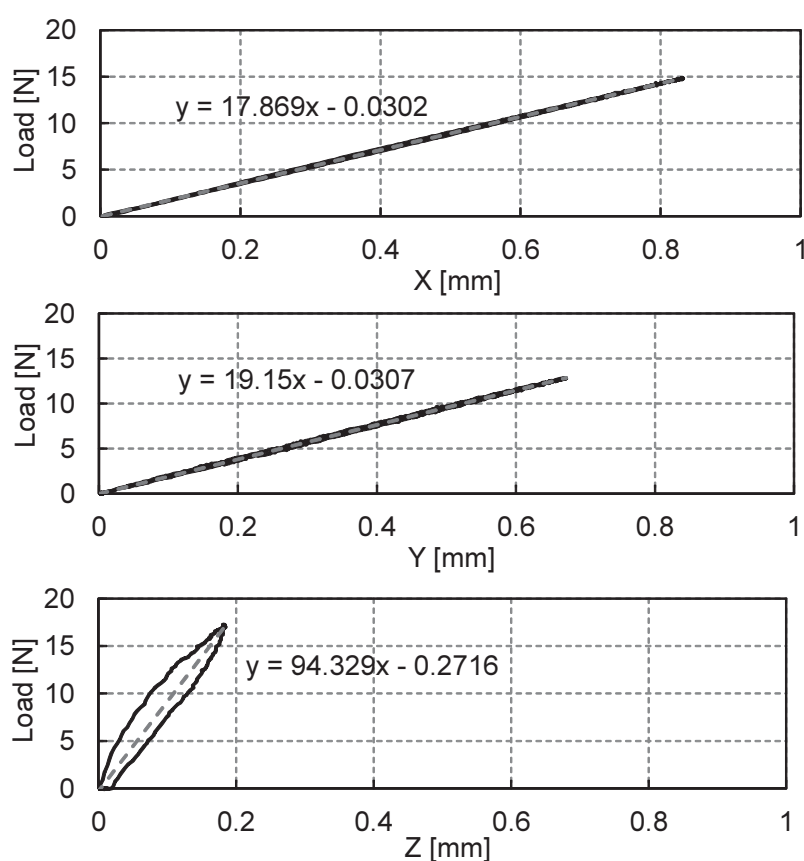 20
15
10
5
0
Load [N]
y = 17.869x - 0.0302
0 0.2 0.4 0.6 0.8 1
X [mm]
20
15
10
5
0
Load [N]
y = 19.15x - 0.0307
0 0.2 0.4 0.6 0.8 1
Y [mm]
20
15
10
5
0
Load [N]
y = 94.329x - 0.2716
0 0.2 0.4 0.6 0.8 1
Z [mm]